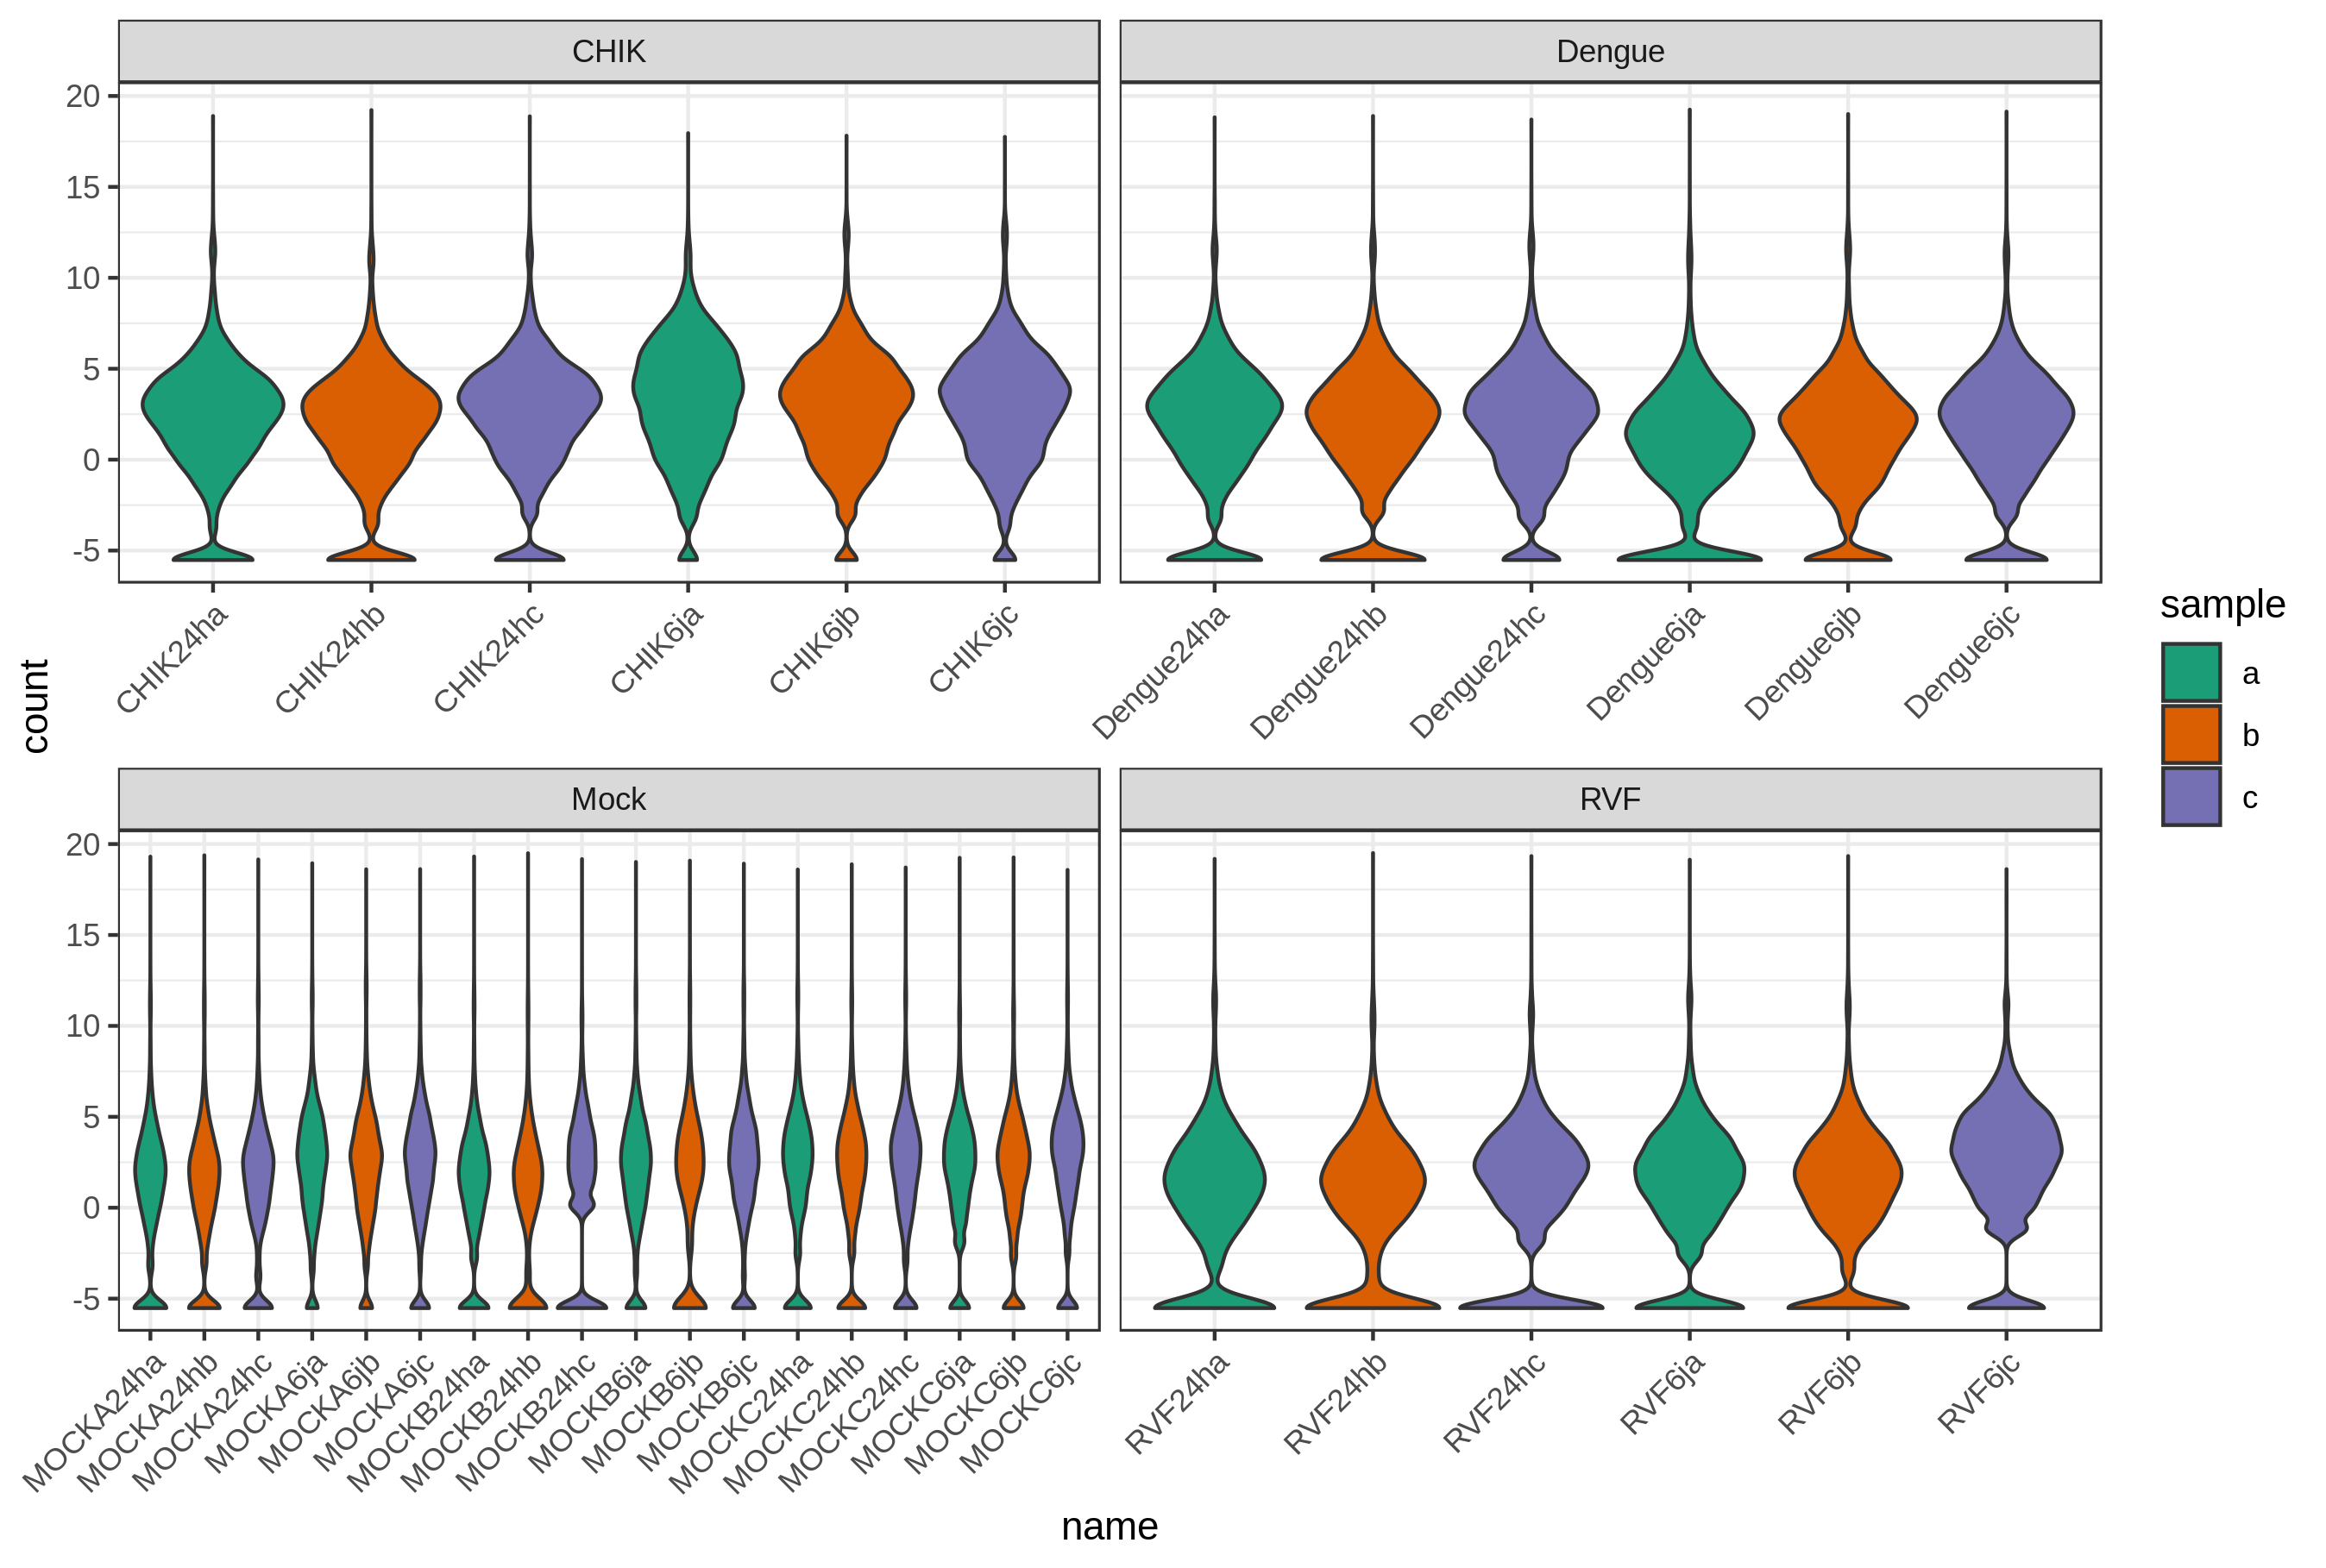 CHIK
Dengue
20
15
10
5
0
-5
CHIK24ha
CHIK24hb
CHIK24hc
CHIK6ja
CHIK6jb
CHIK6jc
Dengue24ha
Dengue24hb
Dengue24hc
Dengue6ja
Dengue6jb
Dengue6jc
count
sample
a
b
c
Mock
RVF
20
15
10
5
0
-5
MOCKA24ha
MOCKA24hb
MOCKA24hc
MOCKA6ja
MOCKA6jb
MOCKA6jc
MOCKB24ha
MOCKB24hb
MOCKB24hc
MOCKB6ja
MOCKB6jb
MOCKB6jc
MOCKC24ha
MOCKC24hb
MOCKC24hc
MOCKC6ja
MOCKC6jb
MOCKC6jc
RVF24ha
RVF24hb
RVF24hc
RVF6ja
RVF6jb
RVF6jc
name